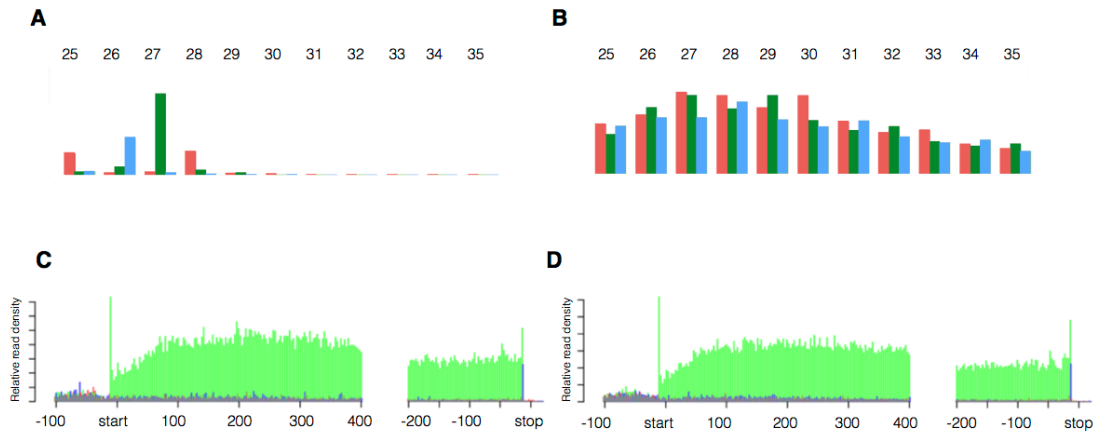 A
B
25 26 27 28 29 30 31 32 33 34 35
25 26 27 28 29 30 31 32 33 34 35
C
D
Relative read density
-100 start 100 200 300 400 -200 -100 stop
Relative read density
-100 start 100 200 300 400 -200 -100 stop